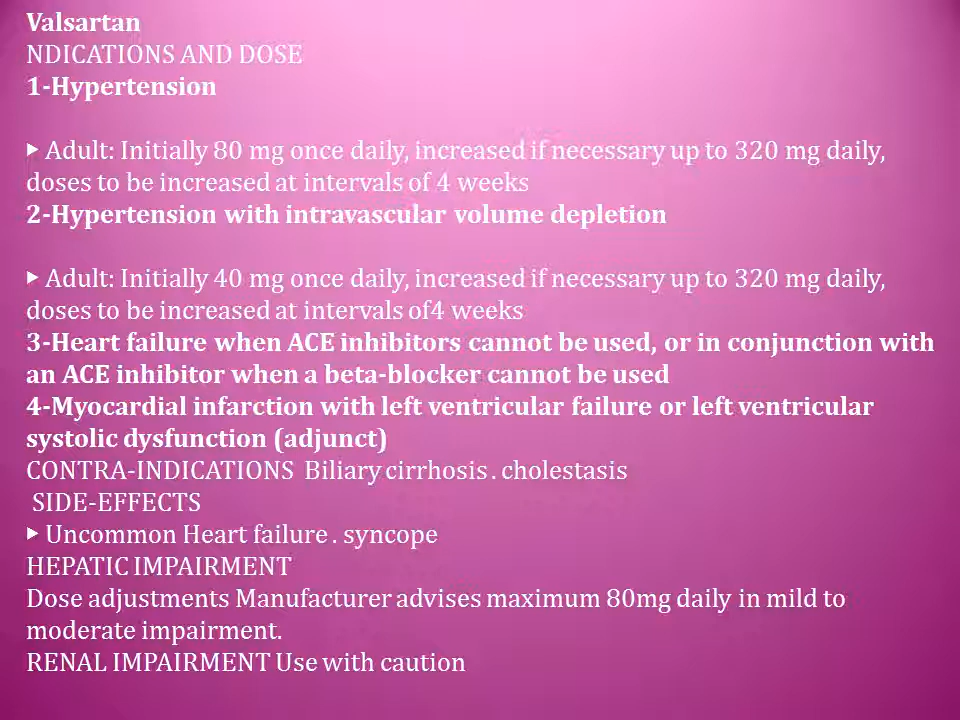 Valsartan
NDICATIONS AND DOSE
1-Hypertension
▶ Adult: Initially 80 mg once daily, increased if necessary up to 320 mg daily,
doses to be increased at intervals of 4 weeks
2-Hypertension with intravascular volume depletion
▶ Adult: Initially 40 mg once daily, increased if necessary up to 320 mg daily,
doses to be increased at intervals of4 weeks
3-Heart failure when ACE inhibitors cannot be used, or in conjunction with
an ACE inhibitor when a beta-blocker cannot be used
4-Myocardial infarction with left ventricular failure or left ventricular
systolic dysfunction (adjunct)
CONTRA-INDICATIONS Biliary cirrhosis . cholestasis
SIDE-EFFECTS
▶ Uncommon Heart failure . syncope
HEPATIC IMPAIRMENT
Dose adjustments Manufacturer advises maximum 80mg daily in mild to
moderate impairment.
RENAL IMPAIRMENT Use with caution